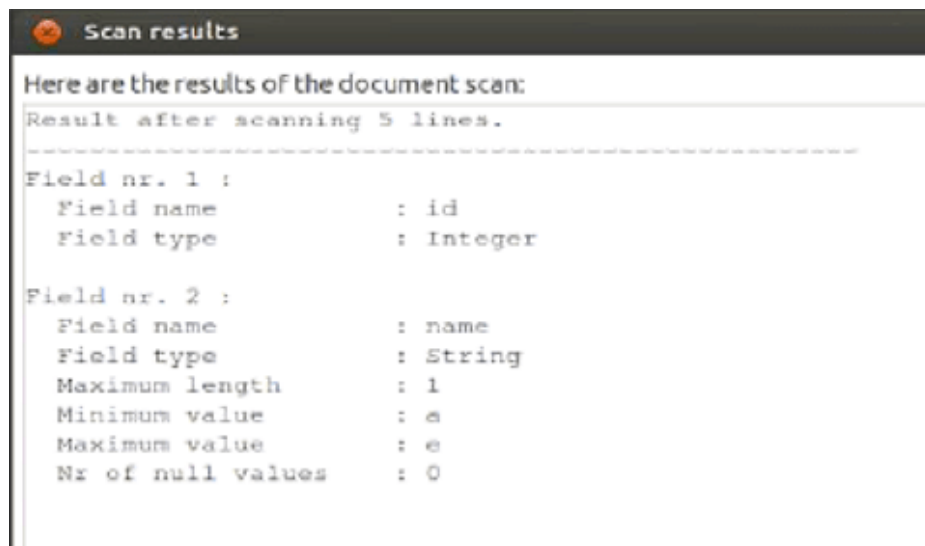 Scan results
Here are the results of the document scan:
Result after scanning 5 lines.
-----------------------------------------------------
Field nr. 1 :
Field name : id
Field type : Integer
Field nr. 2 :
Field name : name
Field type : String
Maximum length : 1
Minimum value : a
Maximum value : e
Nr of null values : 0